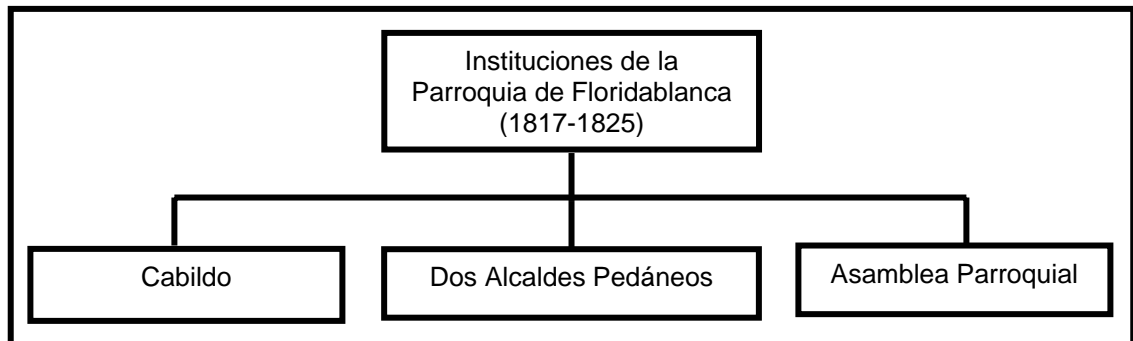 Instituciones de la
Parroquia de Floridablanca
(1817-1825)
Cabildo
Dos Alcaldes Pedáneos
Asamblea Parroquial